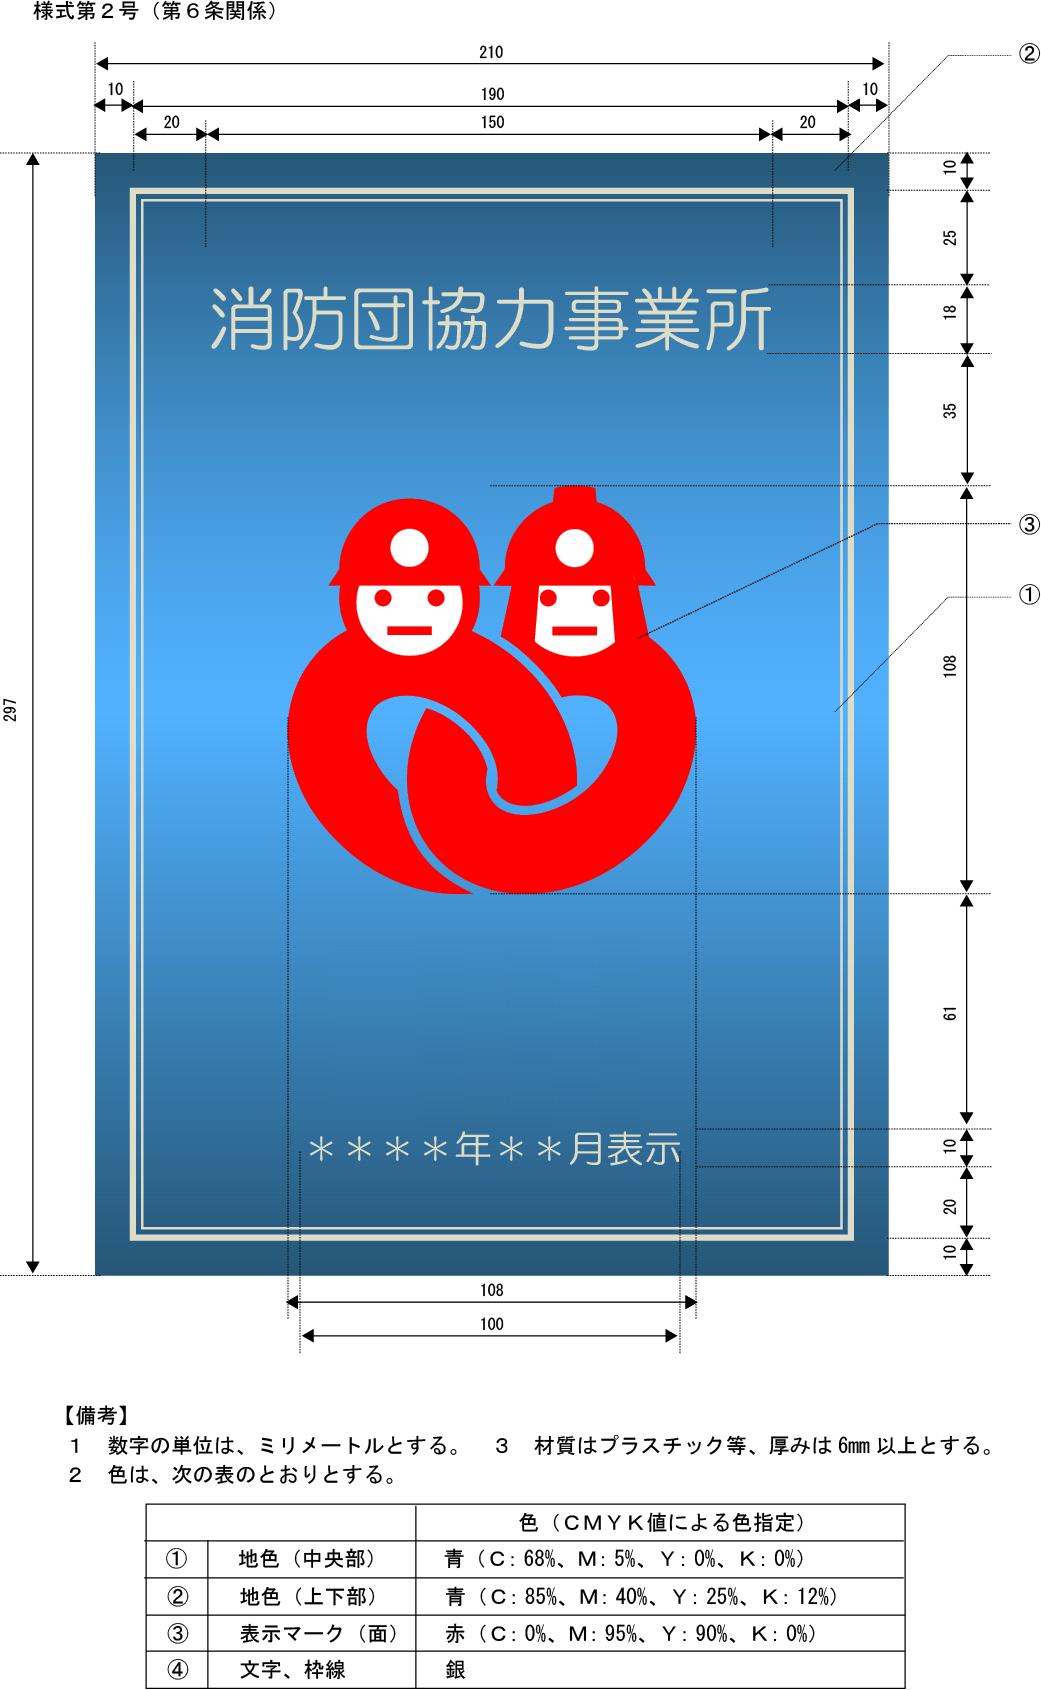 様式第２号（第６条関係）
210
②
10
190
10
20
150
20
10
25
消防団協力事業所
18
35
③
①
108
297
61
＊＊＊＊年＊＊月表示
10
20
10
108
100
【備考】
１　数字の単位は、ミリメートルとする。　３　材質はプラスチック等、厚みは6mm以上とする。
２　色は、次の表のとおりとする。
色（ＣＭＹＫ値による色指定）
①　地色（中央部）　青（Ｃ：68%、Ｍ：5%、Ｙ：0%、Ｋ：0%）
②　地色（上下部）　青（Ｃ：85%、Ｍ：40%、Ｙ：25%、Ｋ：12%）
③　表示マーク（面）　赤（Ｃ：0%、Ｍ：95%、Ｙ：90%、Ｋ：0%）
④　文字、枠線　銀